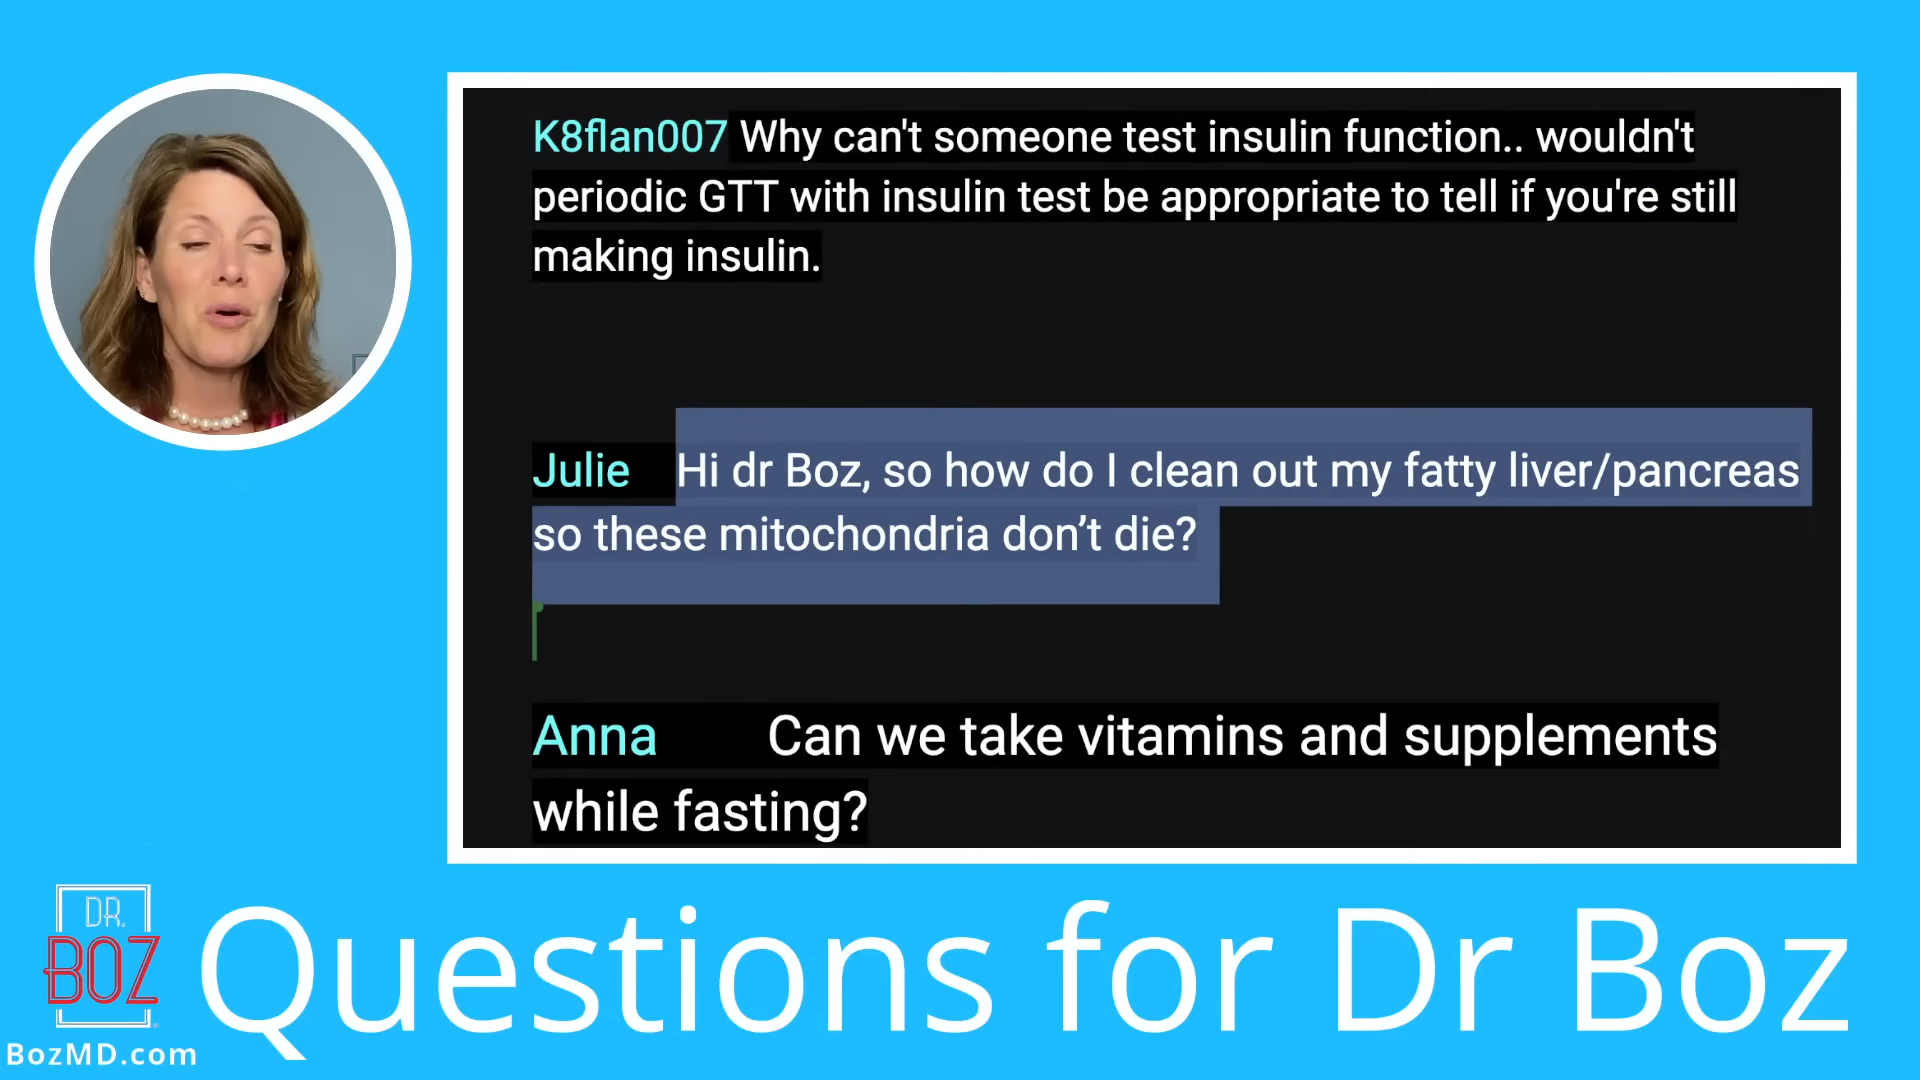 K8flan007 Why can't someone test insulin function.. wouldn't
periodic GTT with insulin test be appropriate to tell if you're still
making insulin.
Julie Hi dr Boz, so how do I clean out my fatty liver/pancreas
so these mitochondria don’t die?
Anna Can we take vitamins and supplements
while fasting?
DR.
BOZ
Questions for Dr Boz
BozMD.com